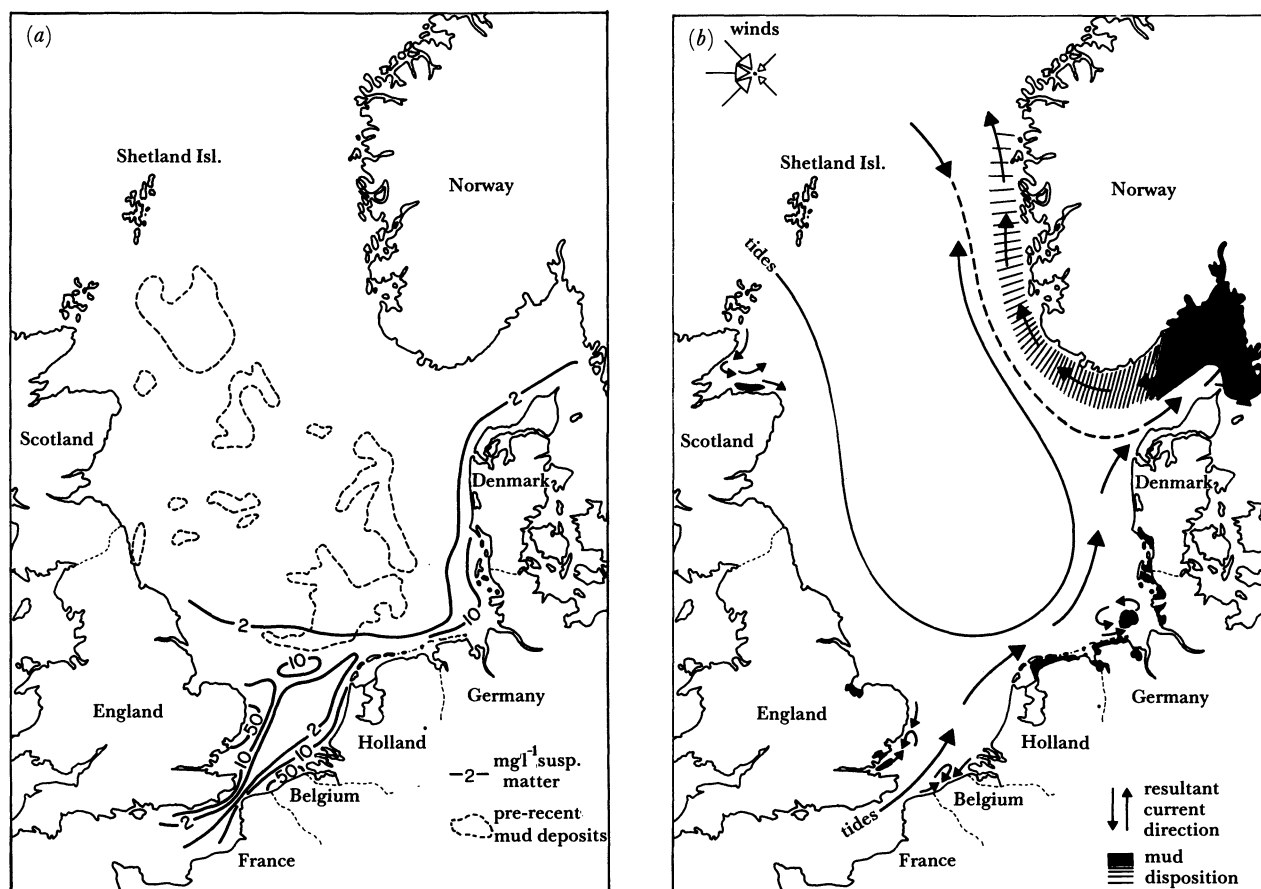 (a)
Shetland Isl.
Norway
2
Scotland
Denmark
2
10
10
Germany
England
50
2
Holland
10
10
mg l⁻¹ susp.
–2– matter
50
Belgium
2
pre-recent
mud deposits
France
(b)
winds
Shetland Isl.
Norway
tides
Scotland
Denmark
Germany
England
Holland
resultant
Belgium
current
direction
tides
France
mud
disposition